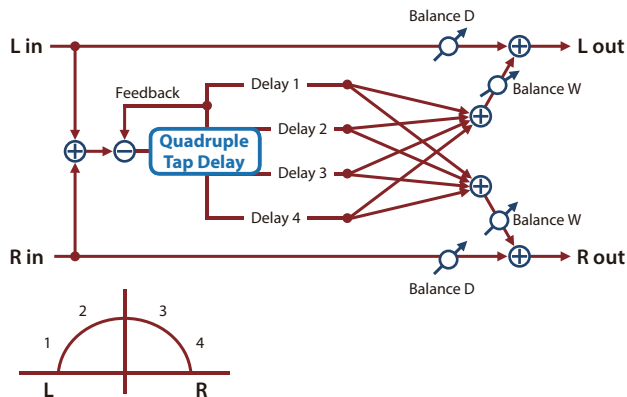 Balance D
L in
L out
Feedback
Delay 1
Balance W
Quadruple
Tap Delay
Delay 2
Delay 3
Delay 4
Balance W
R in
R out
Balance D
2
3
1
4
L
R